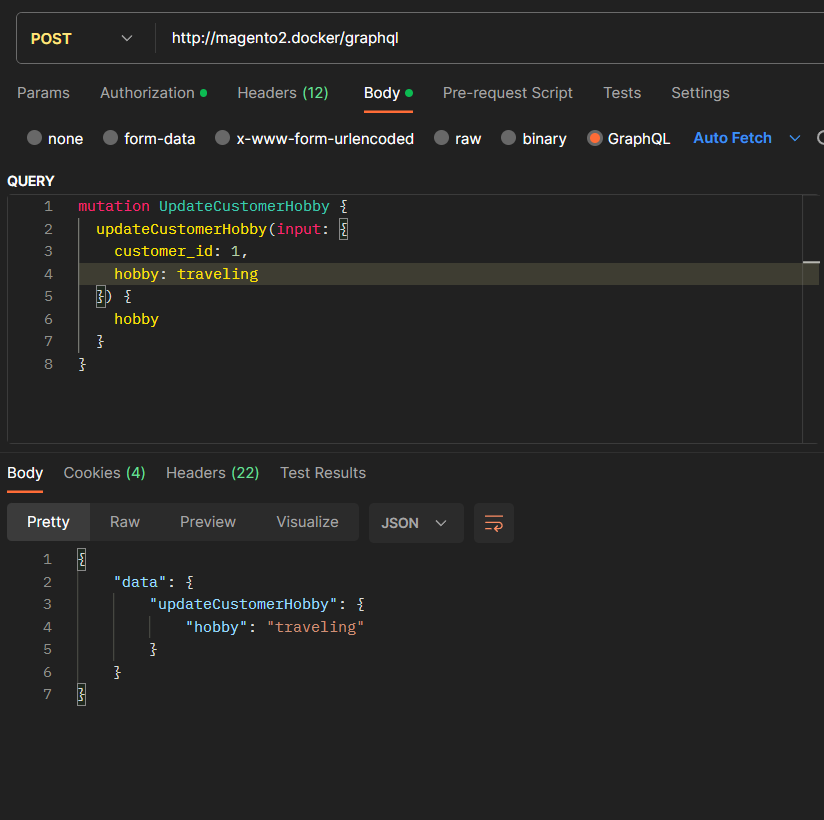 POST http://magento2.docker/graphql
Params Authorization Headers (12) Body Pre-request Script Tests Settings
none form-data x-www-form-urlencoded raw binary GraphQL Auto Fetch
QUERY
1 mutation UpdateCustomerHobby {
2 updateCustomerHobby(input: {
3 customer_id: 1,
4 hobby: traveling
5 }) {
6 hobby
7 }
8 }
Body Cookies (4) Headers (22) Test Results
Pretty Raw Preview Visualize JSON
1 {
2 "data": {
3 "updateCustomerHobby": {
4 "hobby": "traveling"
5 }
6 }
7 }